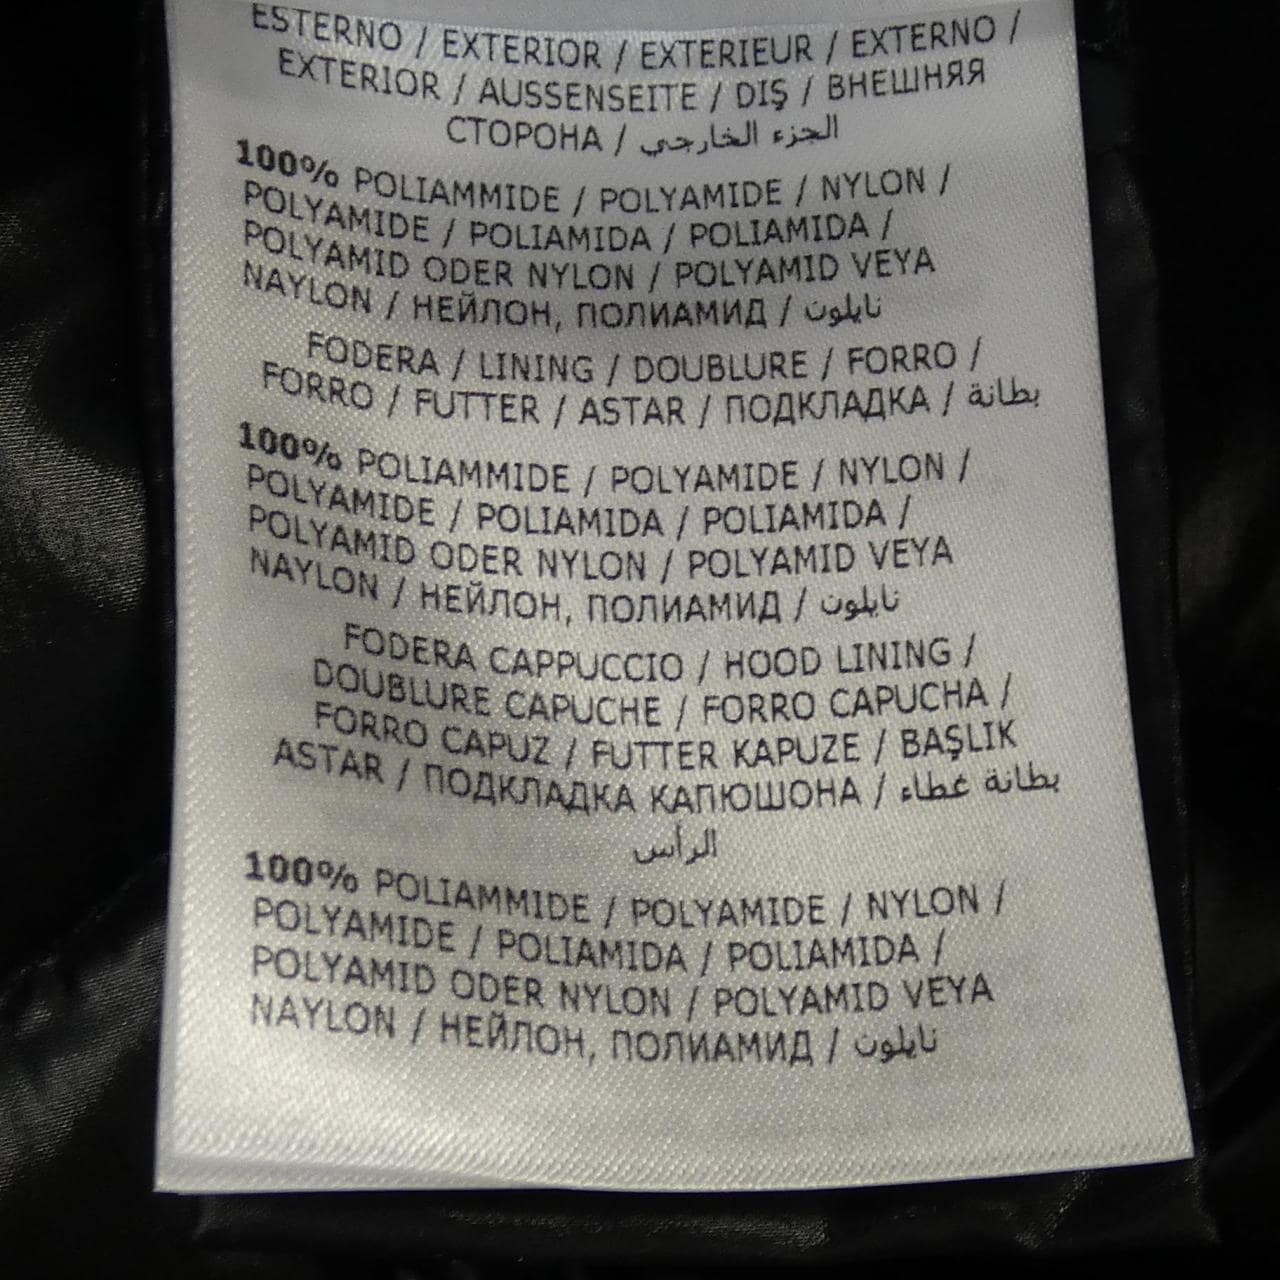 ESTERNO / EXTERIOR / EXTERIEUR / EXTERNO /
EXTERIOR / AUSSENSEITE / DIŞ / ВНЕШНЯЯ
СТОРОНА / الجزء الخارجي
100% POLIAMMIDE / POLYAMIDE / NYLON /
POLYAMIDE / POLIAMIDA / POLIAMIDA /
POLYAMID ODER NYLON / POLYAMID VEYA
NAYLON / НЕЙЛОН, ПОЛИАМИД / نايلون
FODERA / LINING / DOUBLURE / FORRO /
FORRO / FUTTER / ASTAR / ПОДКЛАДКА / بطانة
100% POLIAMMIDE / POLYAMIDE / NYLON /
POLYAMIDE / POLIAMIDA / POLIAMIDA /
POLYAMID ODER NYLON / POLYAMID VEYA
NAYLON / НЕЙЛОН, ПОЛИАМИД / نايلون
FODERA CAPPUCCIO / HOOD LINING /
DOUBLURE CAPUCHE / FORRO CAPUCHA /
FORRO CAPUZ / FUTTER KAPUZE / BAŞLIK
ASTAR / ПОДКЛАДКА КАПЮШОНА / بطانة غطاء
الرأس
100% POLIAMMIDE / POLYAMIDE / NYLON /
POLYAMIDE / POLIAMIDA / POLIAMIDA /
POLYAMID ODER NYLON / POLYAMID VEYA
NAYLON / НЕЙЛОН, ПОЛИАМИД / نايلون